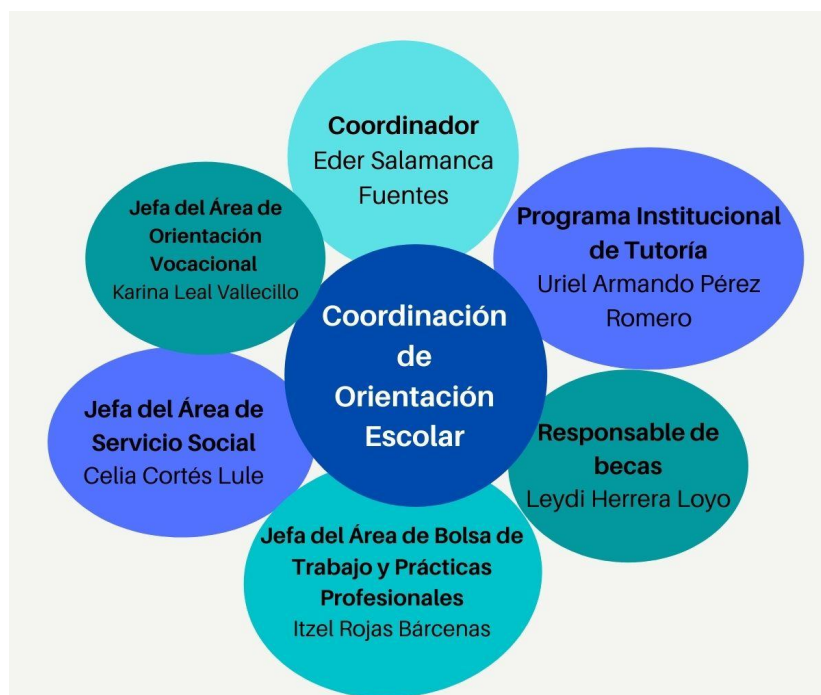 Coordinador
Eder Salamanca
Fuentes
Programa Institucional
de Tutoría
Uriel Armando Pérez
Romero
Jefa del Área de
Orientación
Vocacional
Karina Leal Vallecillo
Coordinación
de
Orientación
Escolar
Jefa del Área de
Servicio Social
Celia Cortés Lule
Responsable de
becas
Leydi Herrera Loyo
Jefa del Área de Bolsa de
Trabajo y Prácticas
Profesionales
Itzel Rojas Bárcenas